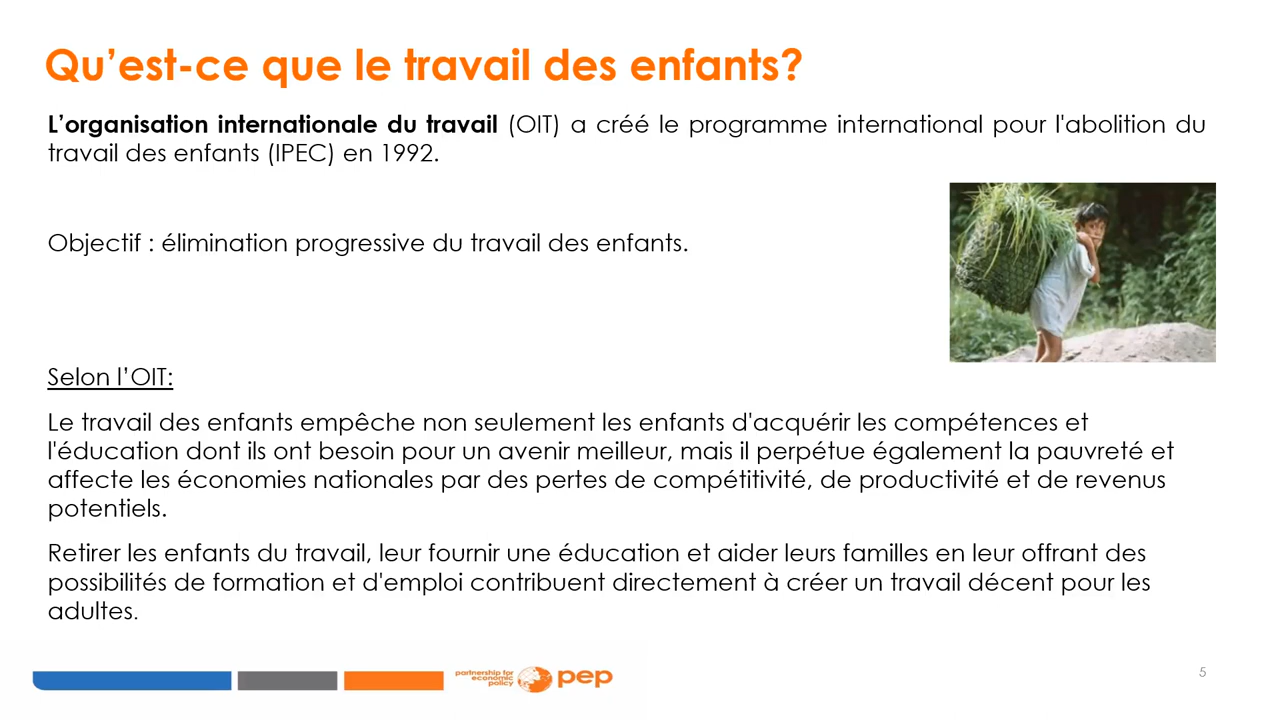 Qu’est-ce que le travail des enfants?
L’organisation internationale du travail (OIT) a créé le programme international pour l'abolition du
travail des enfants (IPEC) en 1992.
Objectif : élimination progressive du travail des enfants.
Selon l’OIT:
Le travail des enfants empêche non seulement les enfants d'acquérir les compétences et
l'éducation dont ils ont besoin pour un avenir meilleur, mais il perpétue également la pauvreté et
affecte les économies nationales par des pertes de compétitivité, de productivité et de revenus
potentiels.
Retirer les enfants du travail, leur fournir une éducation et aider leurs familles en leur offrant des
possibilités de formation et d'emploi contribuent directement à créer un travail décent pour les
adultes.
partnership for
economic
policy
pep
5